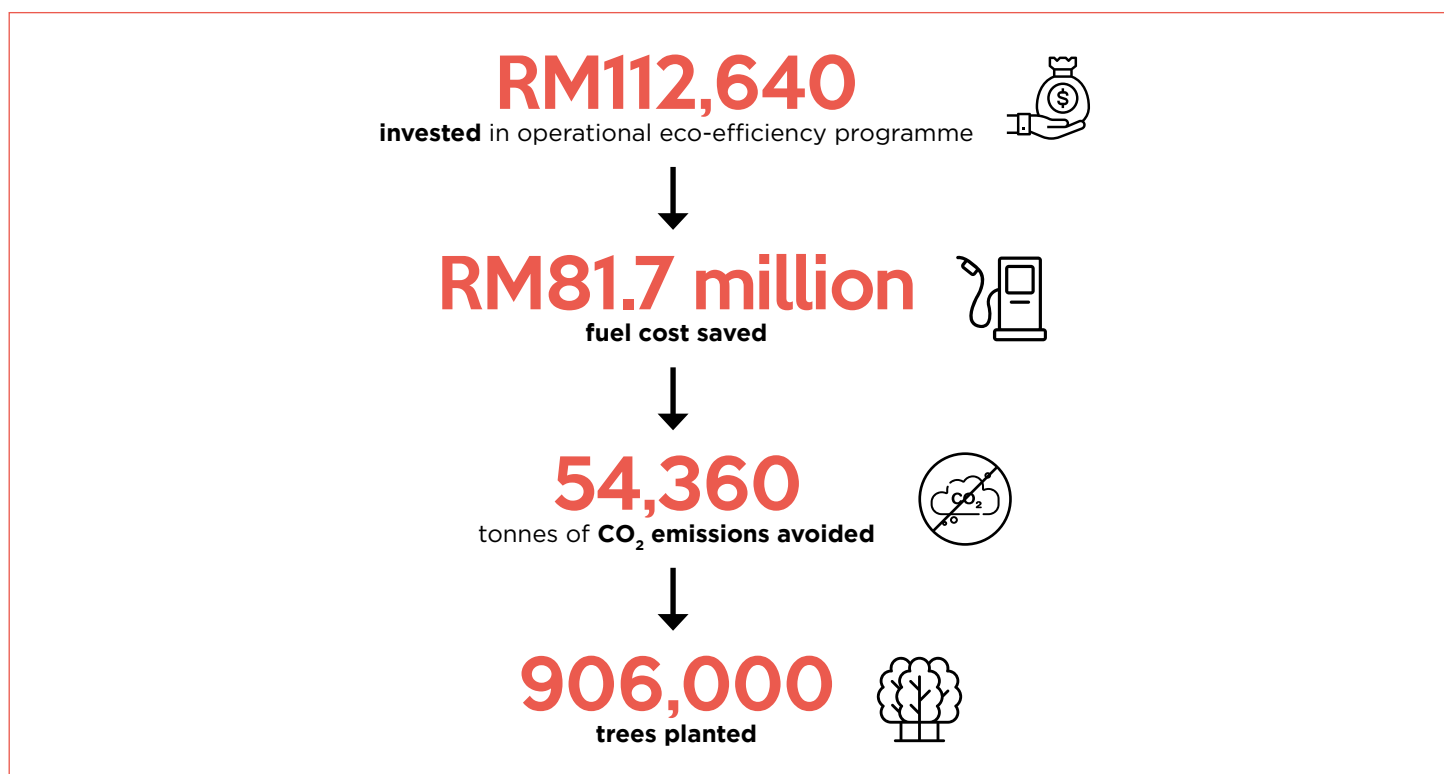 RM112,640
invested in operational eco-efficiency programme
$
RM81.7 million
fuel cost saved
54,360
CO₂
tonnes of CO₂ emissions avoided
906,000
trees planted